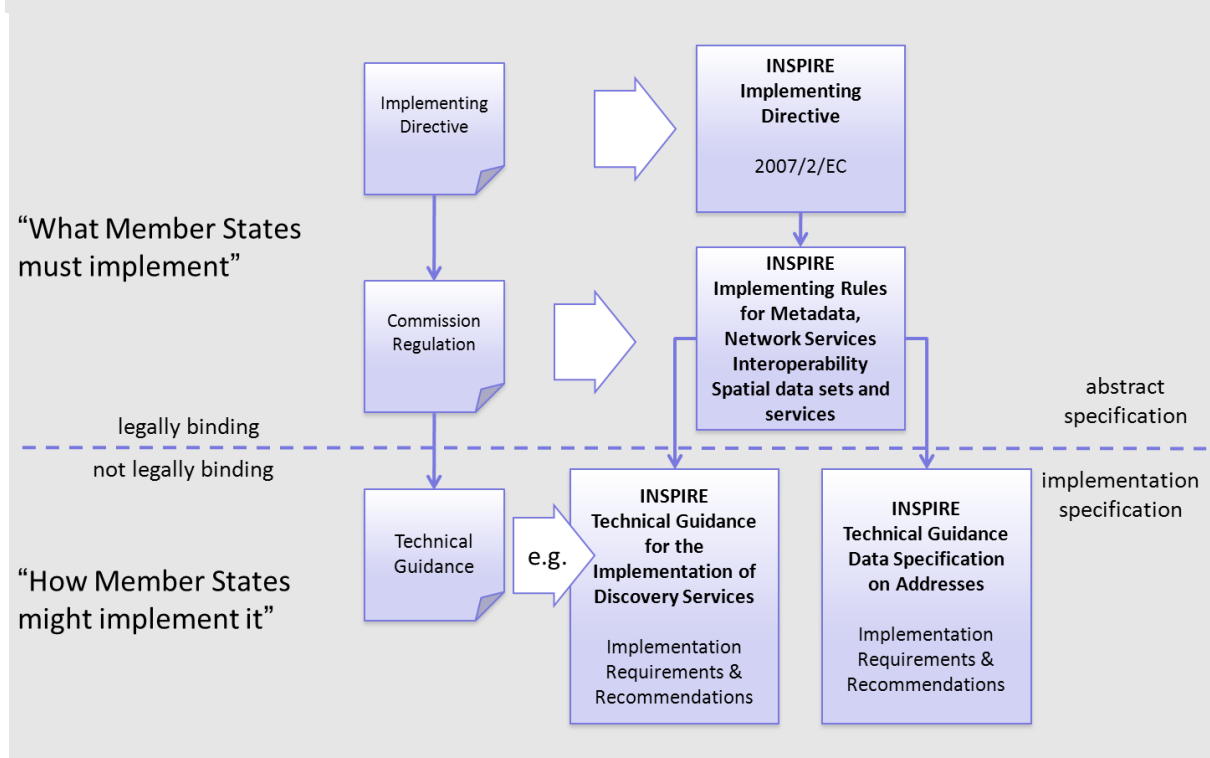 Implementing
Directive
INSPIRE
Implementing
Directive
2007/2/EC
“What Member States
must implement”
Commission
Regulation
INSPIRE
Implementing Rules
for Metadata,
Network Services
Interoperability
Spatial data sets and
services
abstract
specification
legally binding
not legally binding
implementation
specification
“How Member States
might implement it”
Technical
Guidance
e.g.
INSPIRE
Technical Guidance
for the
Implementation of
Discovery Services
Implementation
Requirements &
Recommendations
INSPIRE
Technical Guidance
Data Specification
on Addresses
Implementation
Requirements &
Recommendations